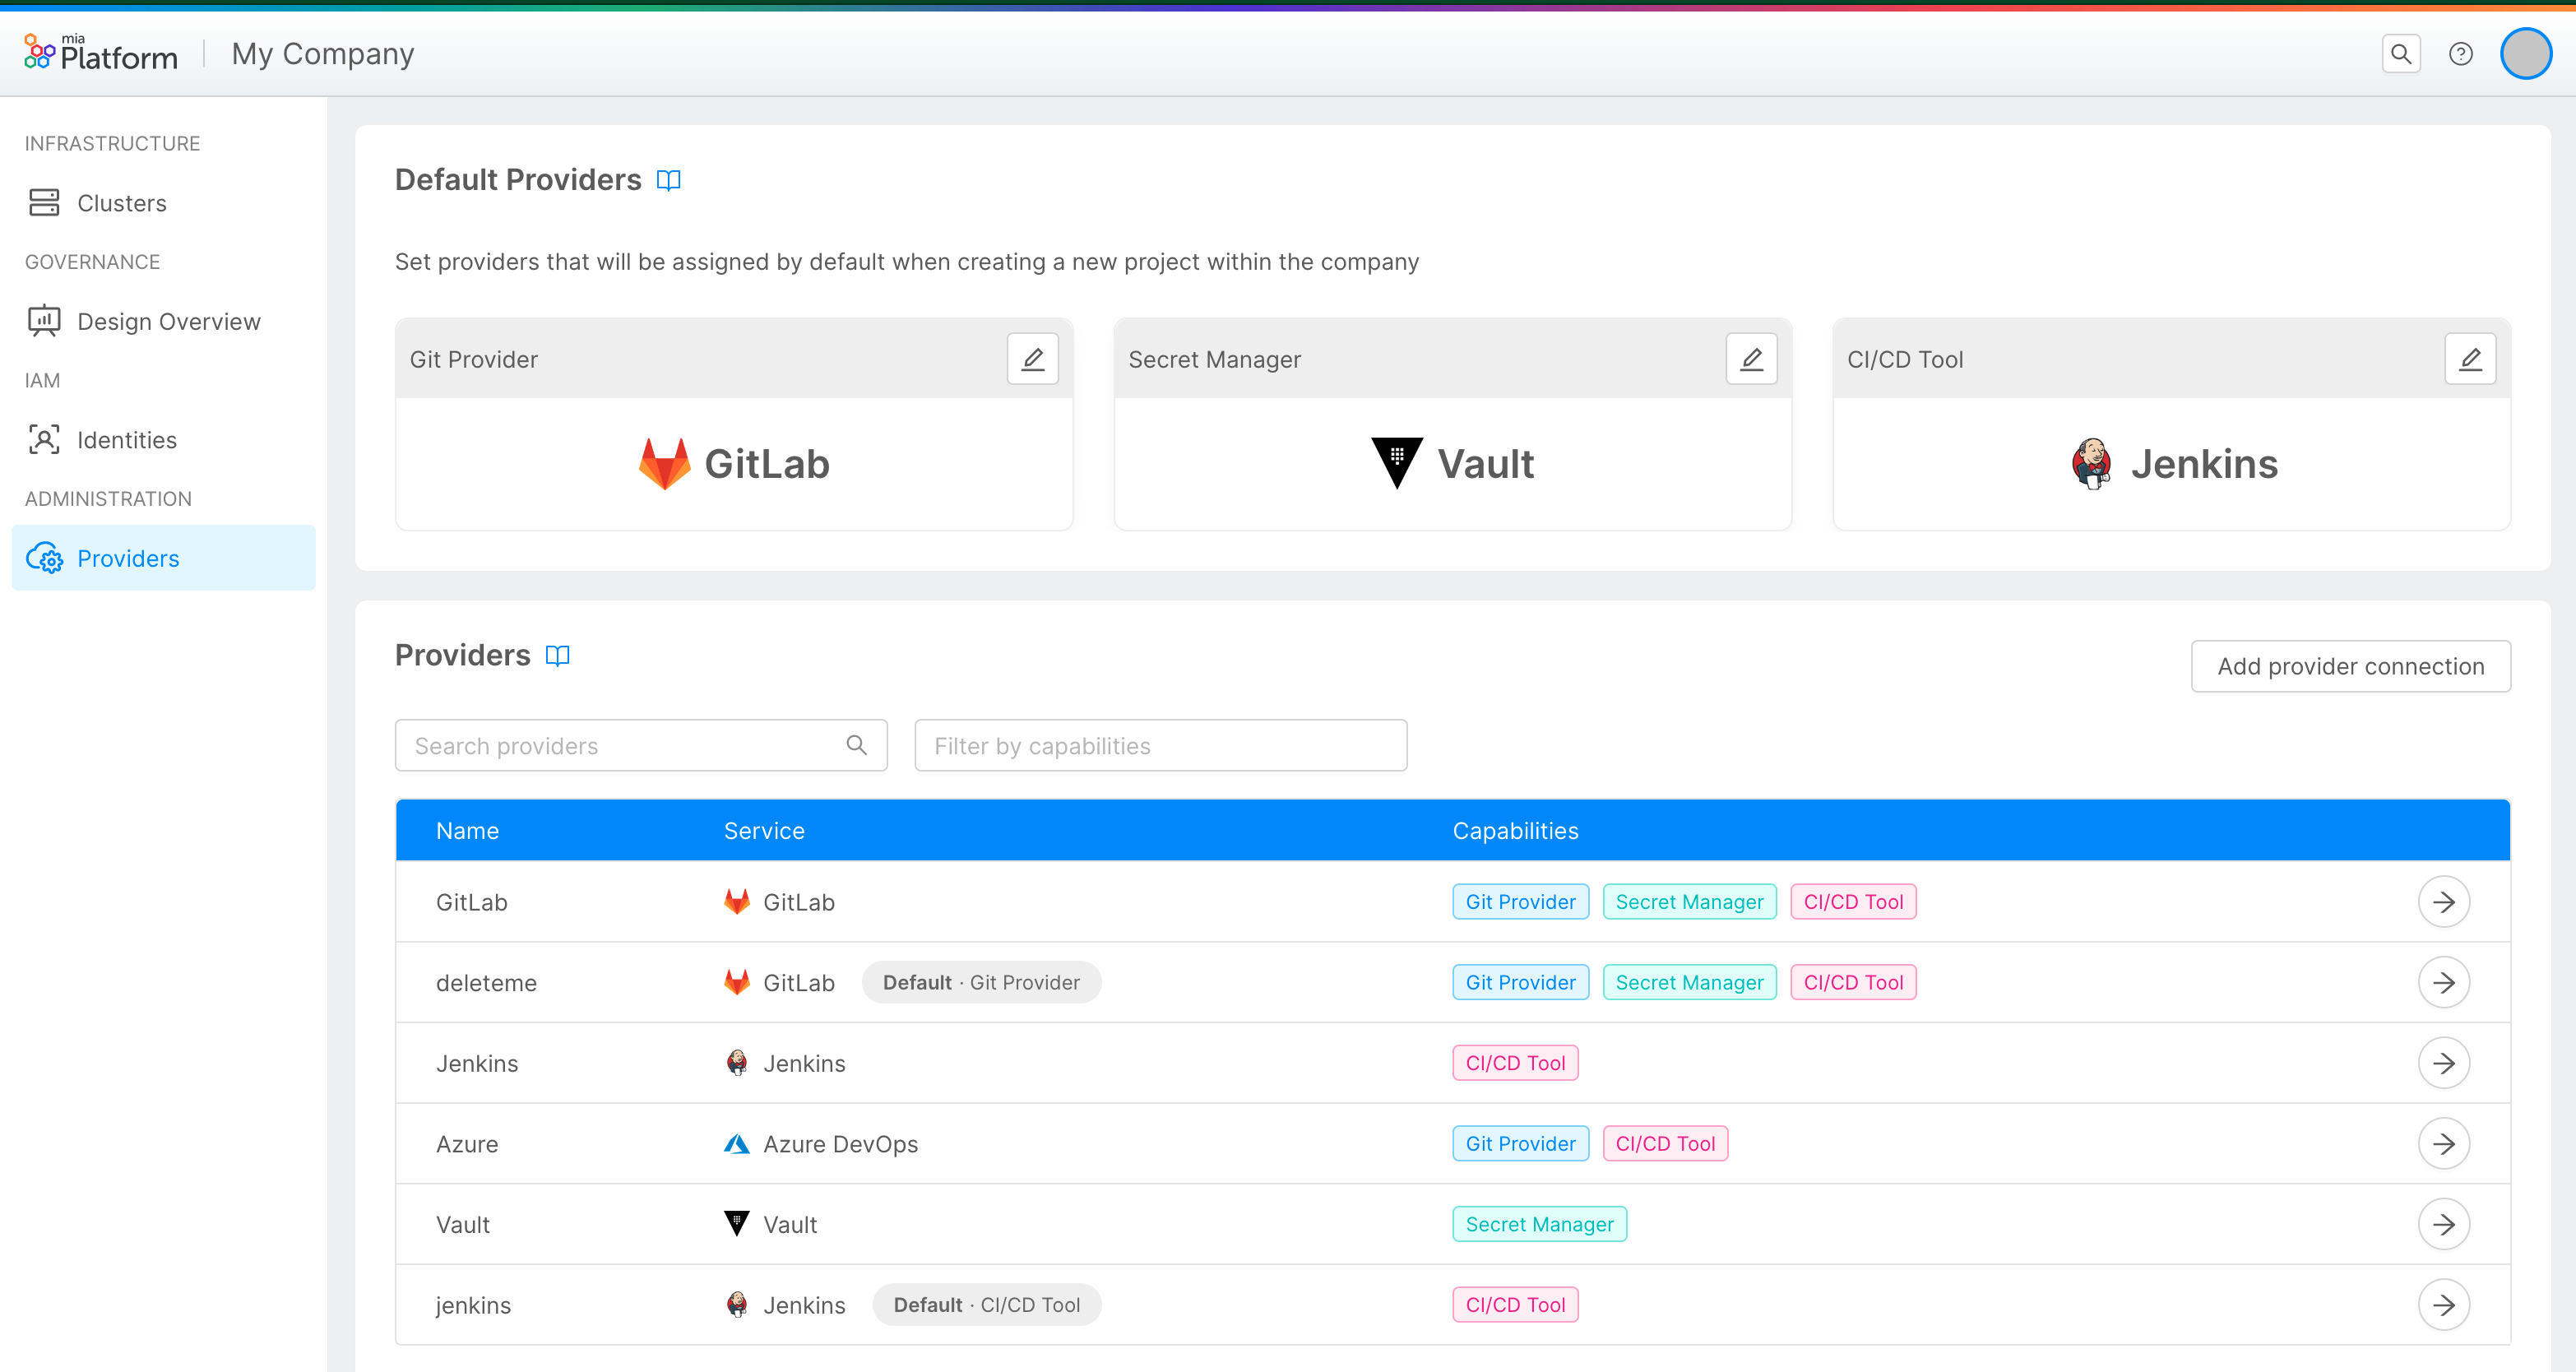 mia
Platform
My Company
INFRASTRUCTURE
Clusters
GOVERNANCE
Design Overview
IAM
Identities
ADMINISTRATION
Providers
Default Providers
Set providers that will be assigned by default when creating a new project within the company
Git Provider
Secret Manager
CI/CD Tool
GitLab
Vault
Jenkins
Providers
Add provider connection
Search providers
Filter by capabilities
Name Service Capabilities
GitLab GitLab Git Provider Secret Manager CI/CD Tool
deleteme GitLab Default · Git Provider Git Provider Secret Manager CI/CD Tool
Jenkins Jenkins CI/CD Tool
Azure Azure DevOps Git Provider CI/CD Tool
Vault Vault Secret Manager
jenkins Jenkins Default · CI/CD Tool CI/CD Tool